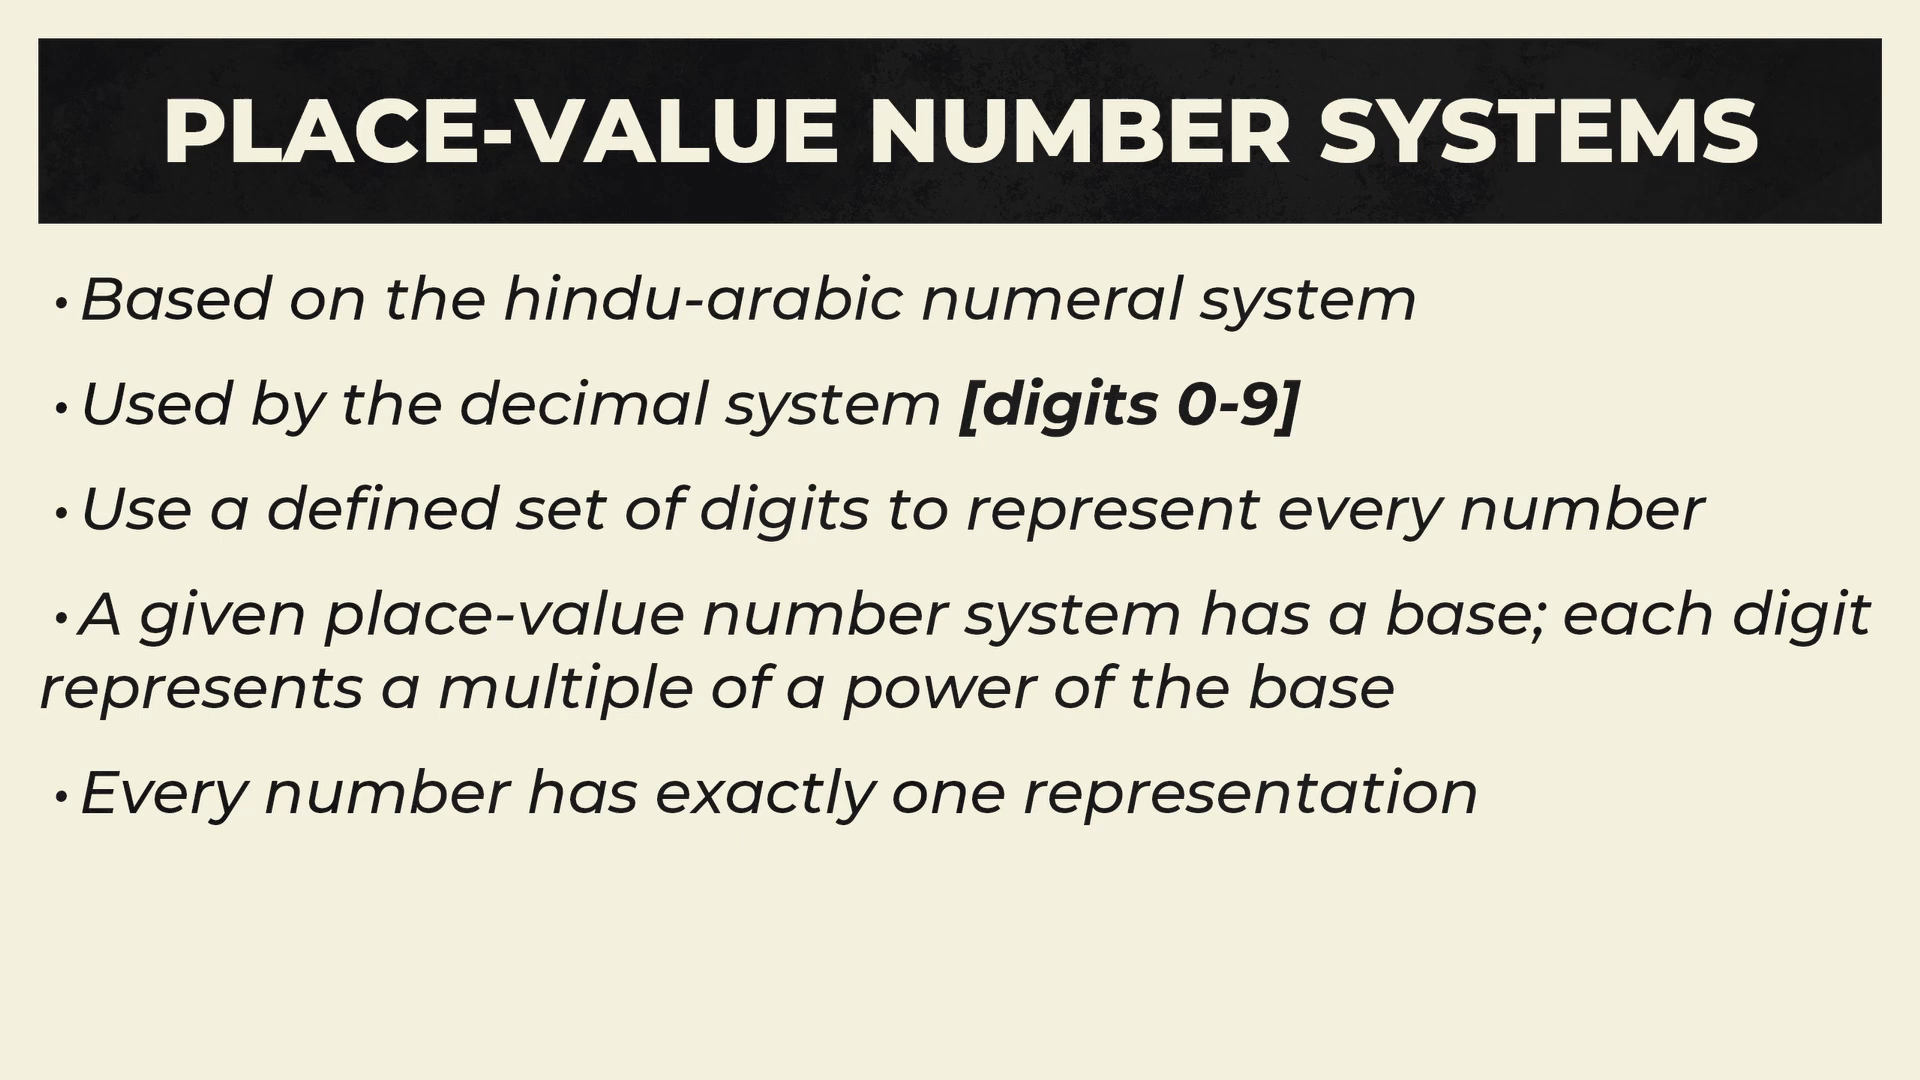 PLACE-VALUE NUMBER SYSTEMS
• Based on the hindu-arabic numeral system
• Used by the decimal system [digits 0-9]
• Use a defined set of digits to represent every number
• A given place-value number system has a base; each digit
represents a multiple of a power of the base
• Every number has exactly one representation